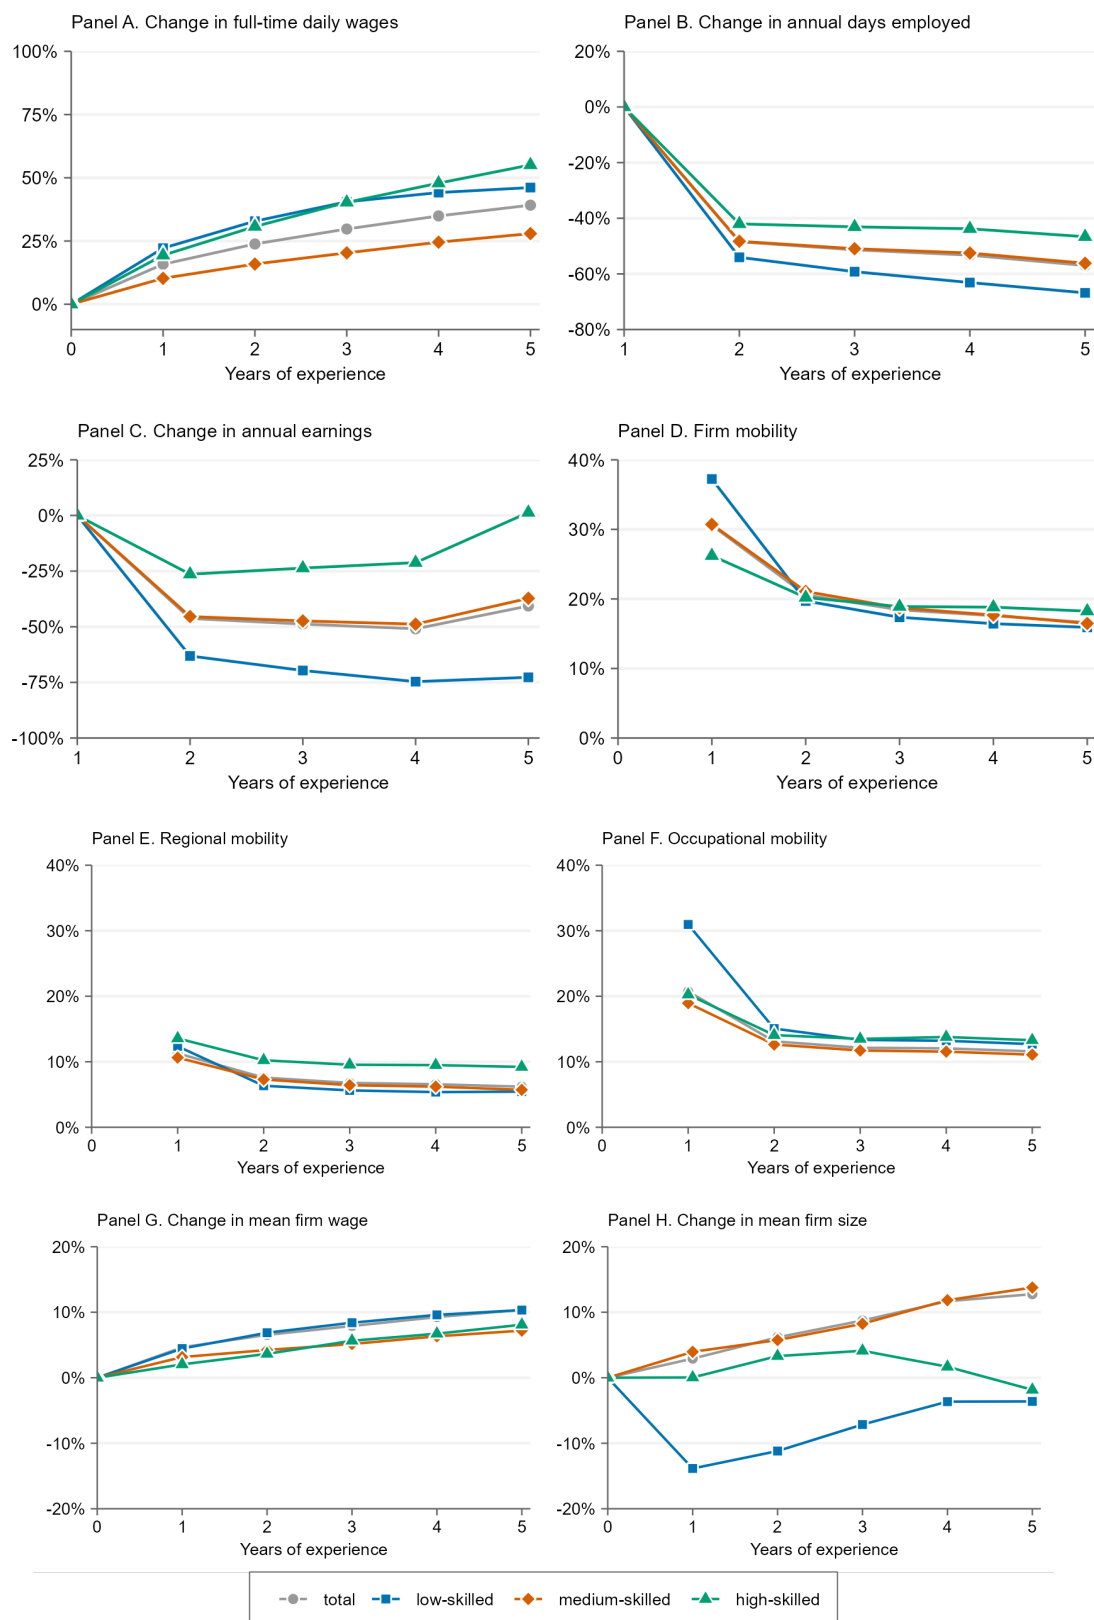 Panel A. Change in full-time daily wages
100%
75%
50%
25%
0%
0 1 2 3 4 5
Years of experience
Panel B. Change in annual days employed
20%
0%
-20%
-40%
-60%
-80%
1 2 3 4 5
Years of experience
Panel C. Change in annual earnings
25%
0%
-25%
-50%
-75%
-100%
1 2 3 4 5
Years of experience
Panel D. Firm mobility
40%
30%
20%
10%
0%
0 1 2 3 4 5
Years of experience
Panel E. Regional mobility
40%
30%
20%
10%
0%
0 1 2 3 4 5
Years of experience
Panel F. Occupational mobility
40%
30%
20%
10%
0%
0 1 2 3 4 5
Years of experience
Panel G. Change in mean firm wage
20%
10%
0%
-10%
-20%
0 1 2 3 4 5
Years of experience
Panel H. Change in mean firm size
20%
10%
0%
-10%
-20%
0 1 2 3 4 5
Years of experience
total low-skilled medium-skilled high-skilled